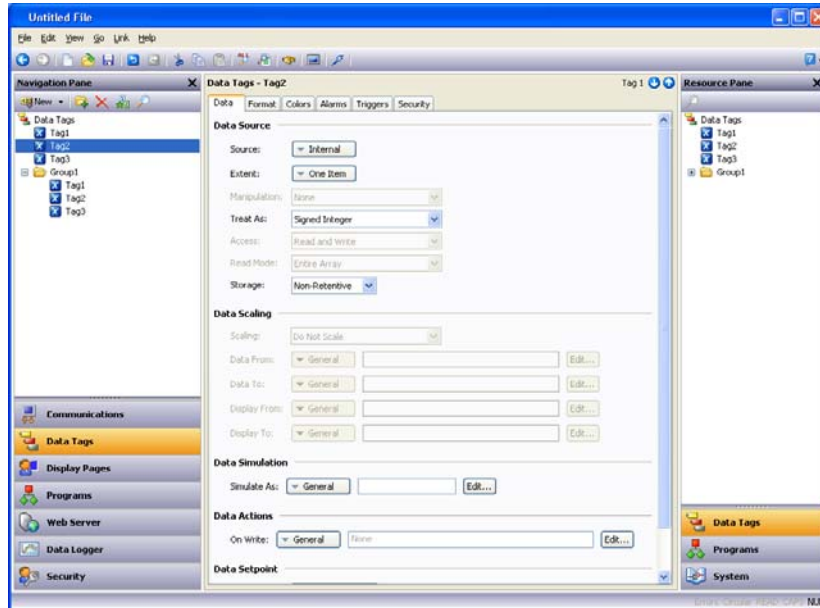 Untitled File
File Edit View Go Link Help
Navigation Pane
New
Data Tags
Tag1
Tag2
Tag3
Group1
Tag1
Tag2
Tag3
Communications
Data Tags
Display Pages
Programs
Web Server
Data Logger
Security
Data Tags - Tag2
Tag 1
Data Format Colors Alarms Triggers Security
Data Source
Source: Internal
Extent: One Item
Manipulation: None
Treat As: Signed Integer
Access: Read and Write
Read Mode: Entire Array
Storage: Non-Retentive
Data Scaling
Scaling: Do Not Scale
Data From: General Edit...
Data To: General Edit...
Display From: General Edit...
Display To: General Edit...
Data Simulation
Simulate As: General Edit...
Data Actions
On Write: General None Edit...
Data Setpoint
Resource Pane
Data Tags
Tag1
Tag2
Tag3
Group1
Data Tags
Programs
System
Errors Circular READ CAPS NU